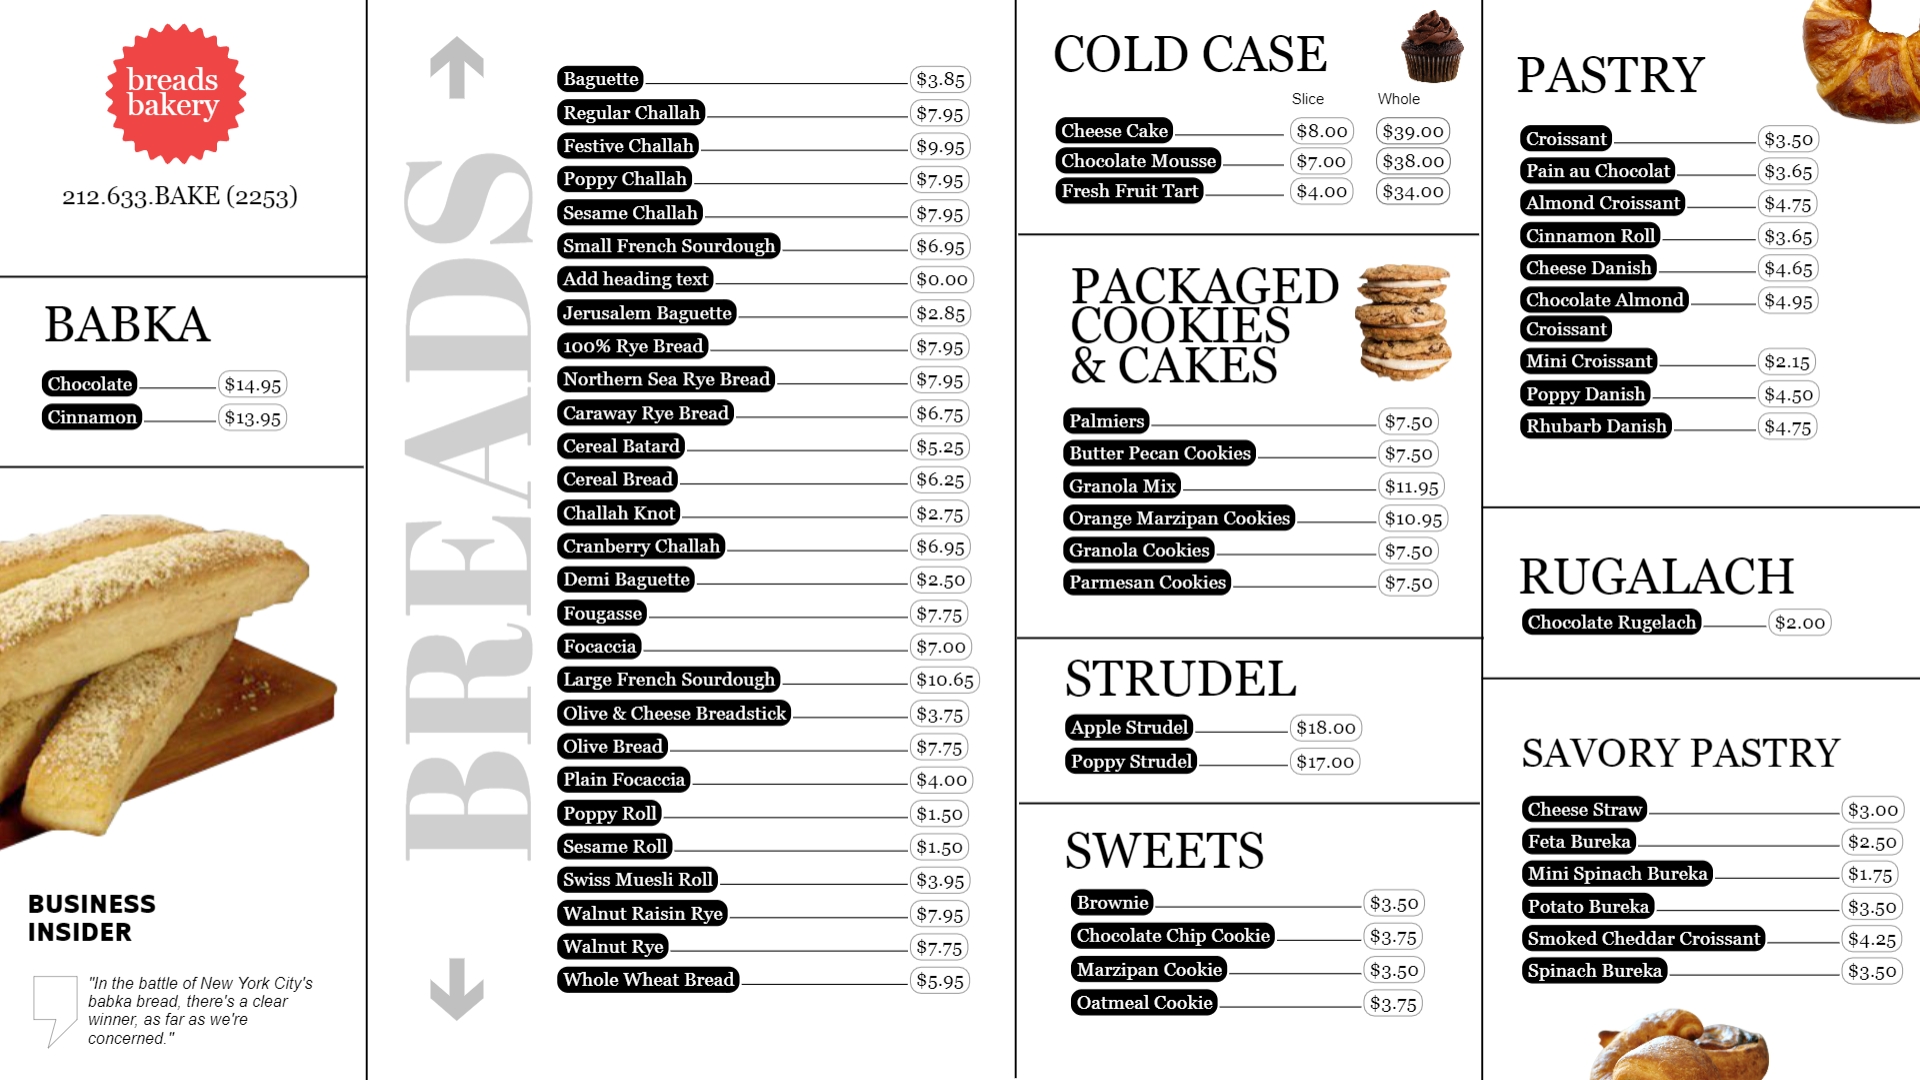 breads
bakery
212.633.BAKE (2253)
BABKA
Chocolate $14.95
Cinnamon $13.95
BUSINESS
INSIDER
"In the battle of New York City's
babka bread, there's a clear
winner, as far as we're
concerned."
BREADS
Baguette $3.85
Regular Challah $7.95
Festive Challah $9.95
Poppy Challah $7.95
Sesame Challah $7.95
Small French Sourdough $6.95
Add heading text $0.00
Jerusalem Baguette $2.85
100% Rye Bread $7.95
Northern Sea Rye Bread $7.95
Caraway Rye Bread $6.75
Cereal Batard $5.25
Cereal Bread $6.25
Challah Knot $2.75
Cranberry Challah $6.95
Demi Baguette $2.50
Fougasse $7.75
Focaccia $7.00
Large French Sourdough $10.65
Olive & Cheese Breadstick $3.75
Olive Bread $7.75
Plain Focaccia $4.00
Poppy Roll $1.50
Sesame Roll $1.50
Swiss Muesli Roll $3.95
Walnut Raisin Rye $7.95
Walnut Rye $7.75
Whole Wheat Bread $5.95
COLD CASE
Slice Whole
Cheese Cake $8.00 $39.00
Chocolate Mousse $7.00 $38.00
Fresh Fruit Tart $4.00 $34.00
PACKAGED
COOKIES
& CAKES
Palmiers $7.50
Butter Pecan Cookies $7.50
Granola Mix $11.95
Orange Marzipan Cookies $10.95
Granola Cookies $7.50
Parmesan Cookies $7.50
STRUDEL
Apple Strudel $18.00
Poppy Strudel $17.00
SWEETS
Brownie $3.50
Chocolate Chip Cookie $3.75
Marzipan Cookie $3.50
Oatmeal Cookie $3.75
PASTRY
Croissant $3.50
Pain au Chocolat $3.65
Almond Croissant $4.75
Cinnamon Roll $3.65
Cheese Danish $4.65
Chocolate Almond $4.95
Croissant
Mini Croissant $2.15
Poppy Danish $4.50
Rhubarb Danish $4.75
RUGALACH
Chocolate Rugelach $2.00
SAVORY PASTRY
Cheese Straw $3.00
Feta Bureka $2.50
Mini Spinach Bureka $1.75
Potato Bureka $3.50
Smoked Cheddar Croissant $4.25
Spinach Bureka $3.50